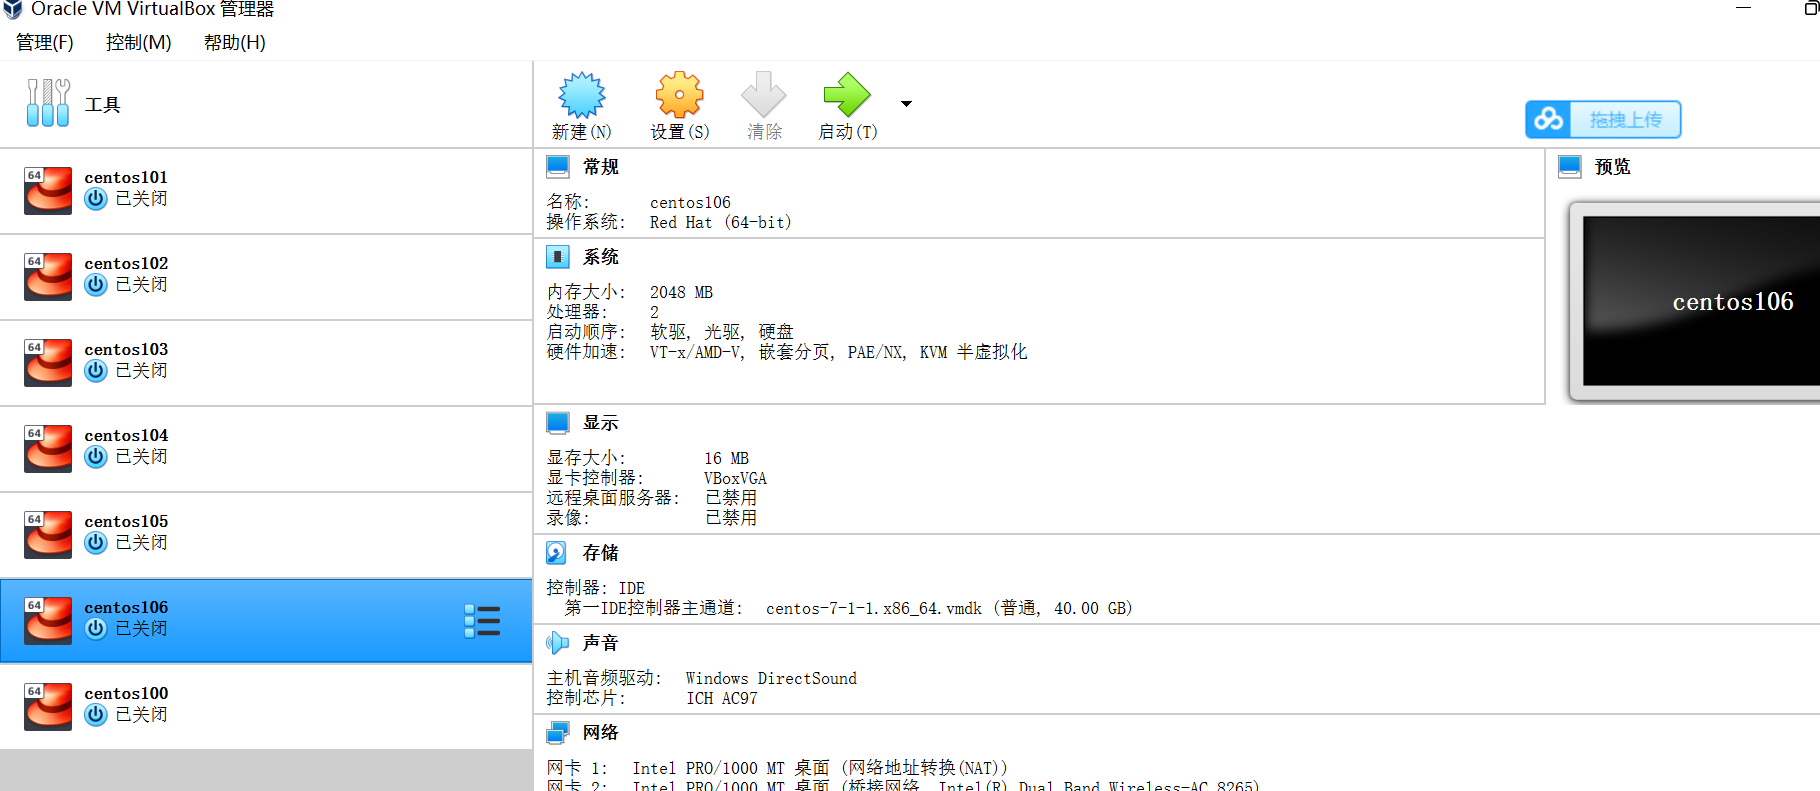 Oracle VM VirtualBox 管理器
管理(F) 控制(M) 帮助(H)
工具
新建(N) 设置(S) 清除 启动(T)
拖拽上传
64 centos101
已关闭
64 centos102
已关闭
64 centos103
已关闭
64 centos104
已关闭
64 centos105
已关闭
64 centos106
已关闭
64 centos100
已关闭
常规
名称: centos106
操作系统: Red Hat (64-bit)
系统
内存大小: 2048 MB
处理器: 2
启动顺序: 软驱, 光驱, 硬盘
硬件加速: VT-x/AMD-V, 嵌套分页, PAE/NX, KVM 半虚拟化
预览
centos106
显示
显存大小: 16 MB
显卡控制器: VBoxVGA
远程桌面服务器: 已禁用
录像: 已禁用
存储
控制器: IDE
第一IDE控制器主通道: centos-7-1-1.x86_64.vmdk (普通, 40.00 GB)
声音
主机音频驱动: Windows DirectSound
控制芯片: ICH AC97
网络
网卡 1: Intel PRO/1000 MT 桌面 (网络地址转换(NAT))
网卡 2: Intel PRO/1000 MT 桌面 (桥接网络, Intel(R) Dual Band Wireless-AC 8265)